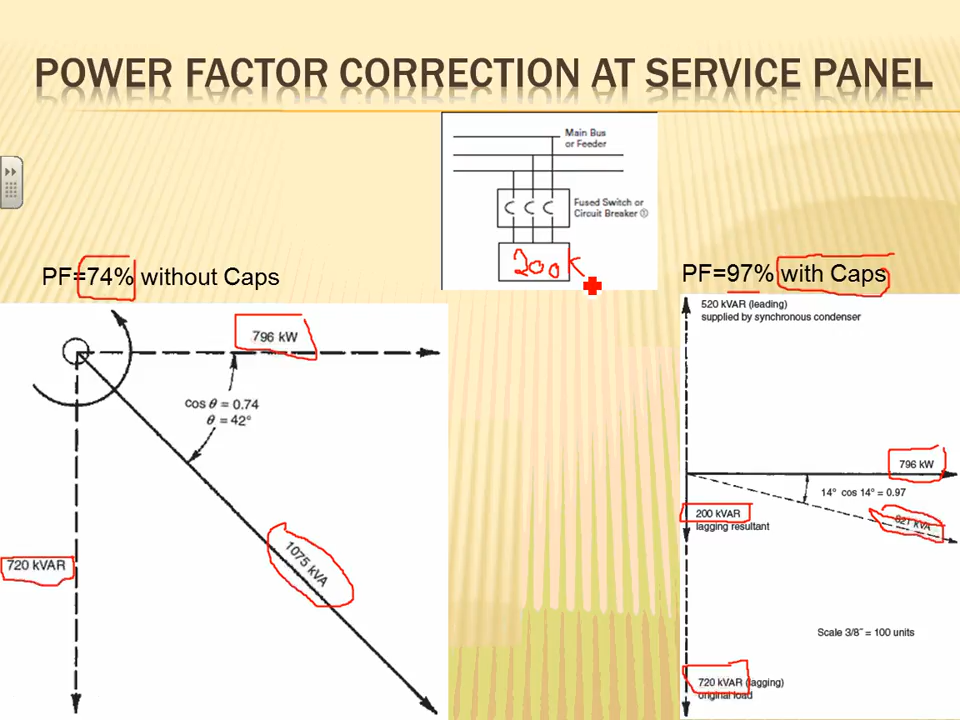 POWER FACTOR CORRECTION AT SERVICE PANEL
Main Bus
or Feeder
Fused Switch or
Circuit Breaker ①
200K
PF=74% without Caps
796 kW
cos θ = 0.74
θ = 42°
1075 kVA
720 kVAR
PF=97% with Caps
520 kVAR (leading)
supplied by synchronous condenser
796 kW
14° cos 14° = 0.97
200 kVAR
lagging resultant
821 kVA
Scale 3/8″ = 100 units
720 kVAR (lagging)
original load